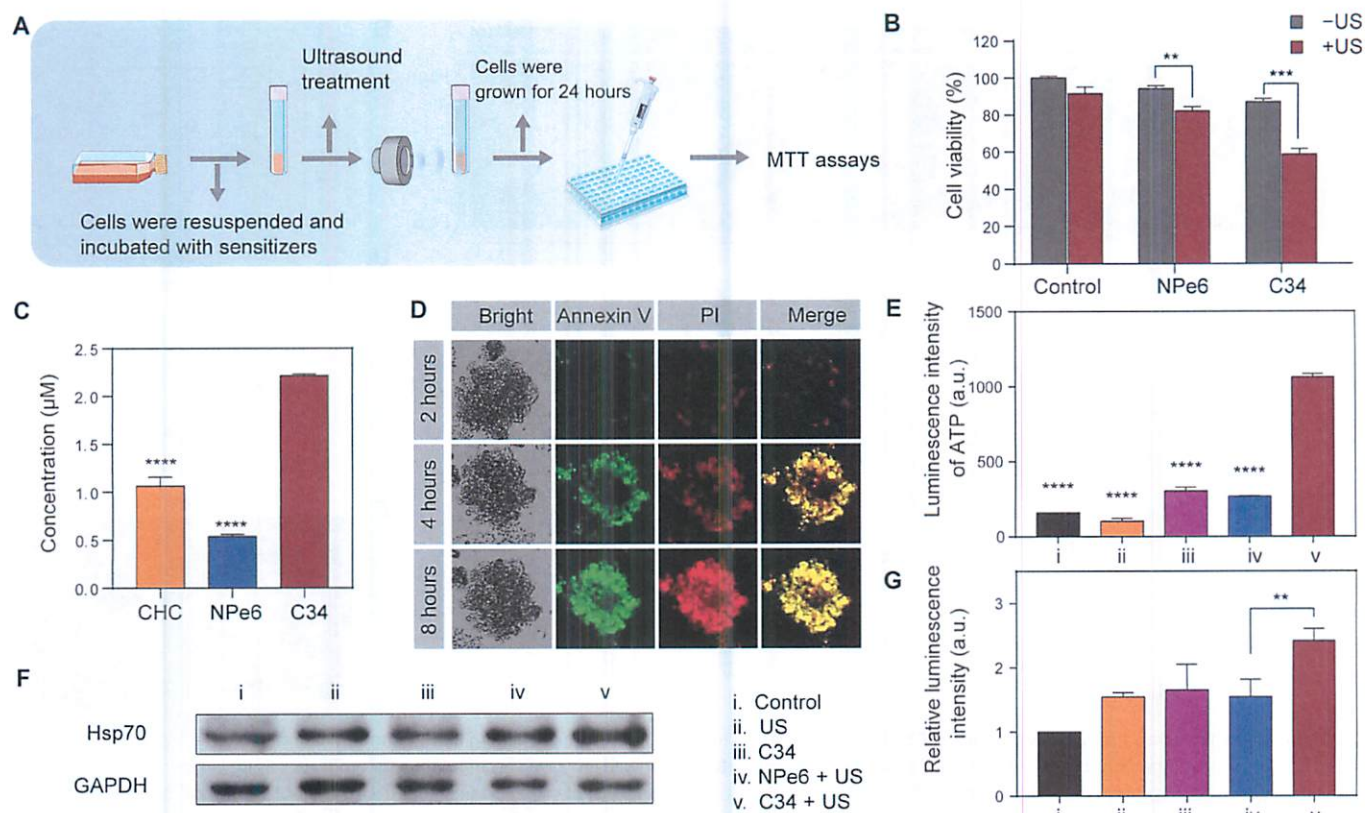 A
Ultrasound
treatment
Cells were
grown for 24 hours
MTT assays
Cells were resuspended and
incubated with sensitizers
B
−US
+US
Cell viability (%)
120
100
80
60
40
20
0
**
***
Control
NPe6
C34
C
Concentration (µM)
2.5
2.0
1.5
1.0
0.5
0.0
****
****
CHC
NPe6
C34
D
Bright
Annexin V
PI
Merge
2 hours
4 hours
8 hours
E
Luminescence intensity
of ATP (a.u.)
1500
1000
500
0
****
****
****
****
i
ii
iii
iv
v
F
i
ii
iii
iv
v
Hsp70
GAPDH
i. Control
ii. US
iii. C34
iv. NPe6 + US
v. C34 + US
G
Relative luminescence
intensity (a.u.)
3
2
1
0
**